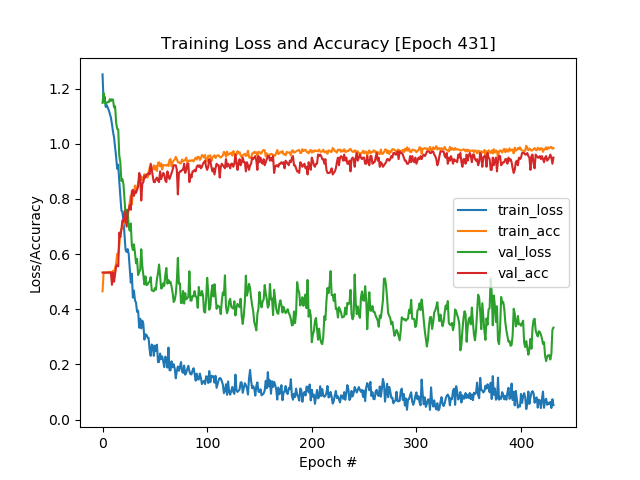 Training Loss and Accuracy [Epoch 431]
Loss/Accuracy
1.2
1.0
0.8
0.6
0.4
0.2
0.0
train_loss
train_acc
val_loss
val_acc
0 100 200 300 400
Epoch #